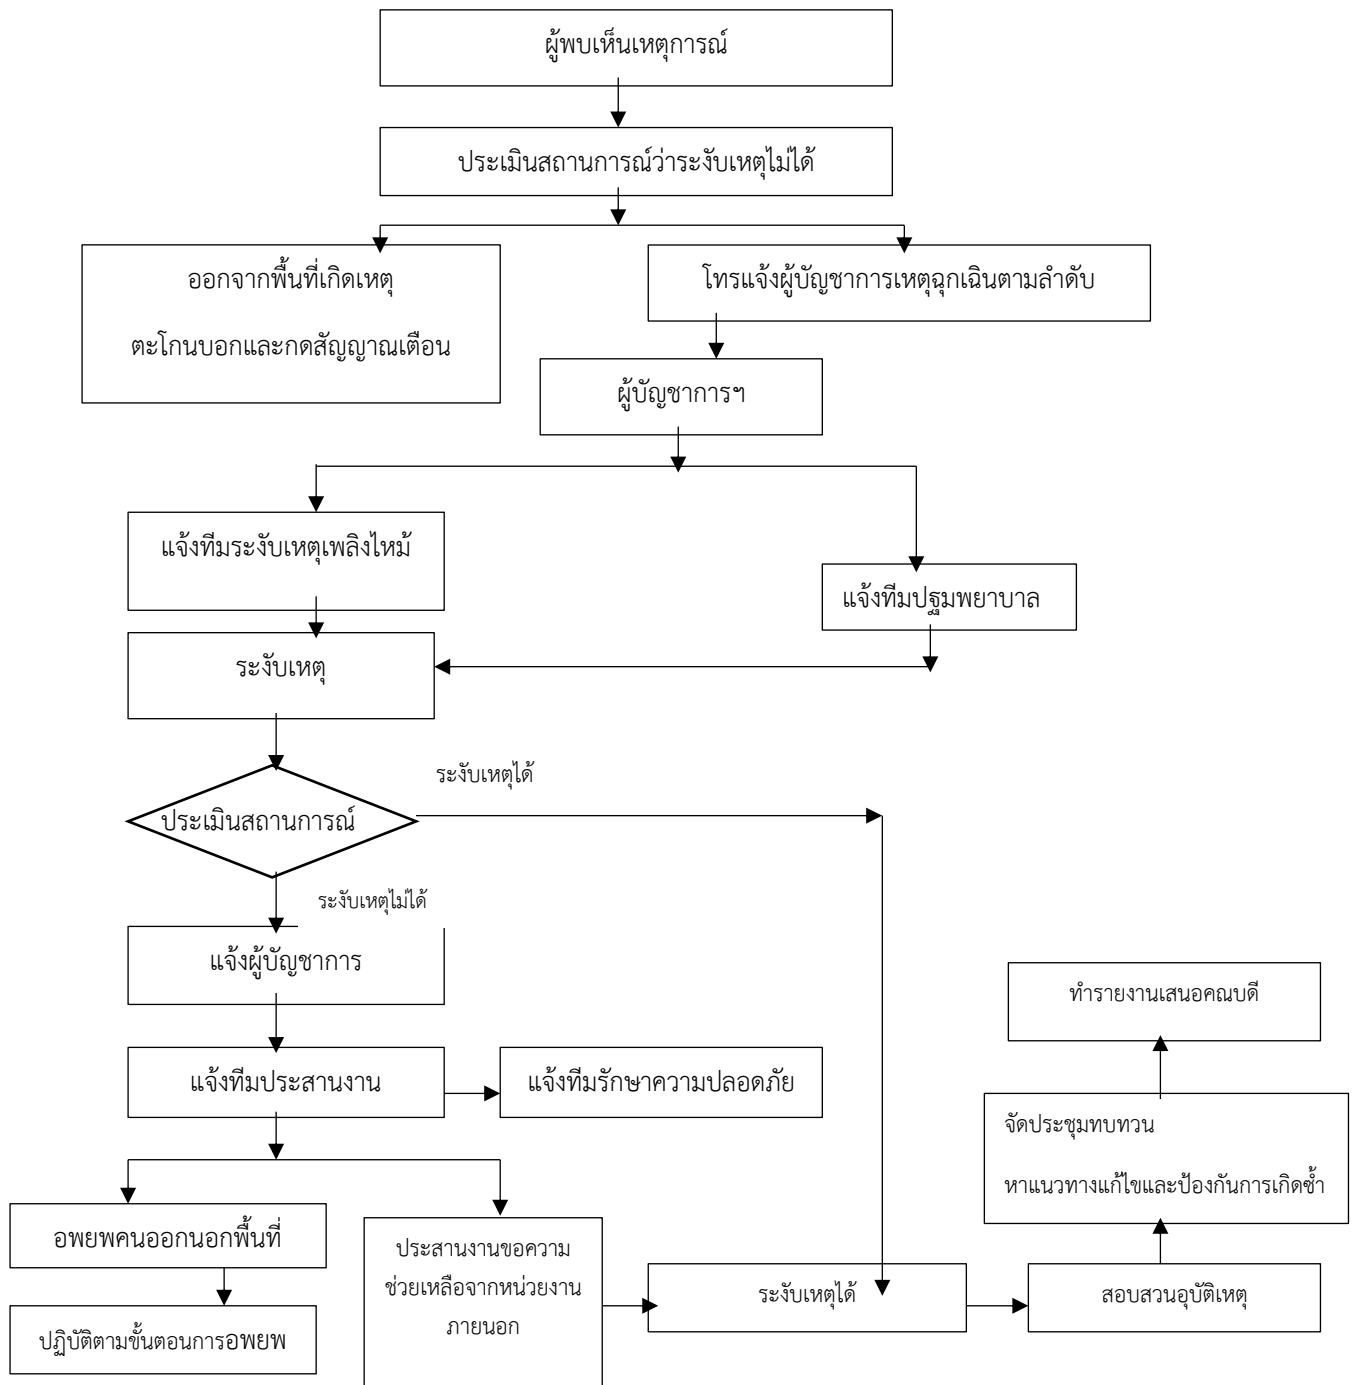 ผู้พบเห็นเหตุการณ์
ประเมินสถานการณ์ว่าระงับเหตุไม่ได้
ออกจากพื้นที่เกิดเหตุ
ตะโกนบอกและกดสัญญาณเตือน
โทรแจ้งผู้บัญชาการเหตุฉุกเฉินตามลำดับ
ผู้บัญชาการฯ
แจ้งทีมระงับเหตุเพลิงไหม้
แจ้งทีมปฐมพยาบาล
ระงับเหตุ
ระงับเหตุได้
ประเมินสถานการณ์
ระงับเหตุไม่ได้
แจ้งผู้บัญชาการ
แจ้งทีมประสานงาน
แจ้งทีมรักษาความปลอดภัย
อพยพคนออกนอกพื้นที่
ปฏิบัติตามขั้นตอนการอพยพ
ประสานงานขอความ
ช่วยเหลือจากหน่วยงาน
ภายนอก
ระงับเหตุได้
สอบสวนอุบัติเหตุ
จัดประชุมทบทวน
หาแนวทางแก้ไขและป้องกันการเกิดซ้ำ
ทำรายงานเสนอคณบดี